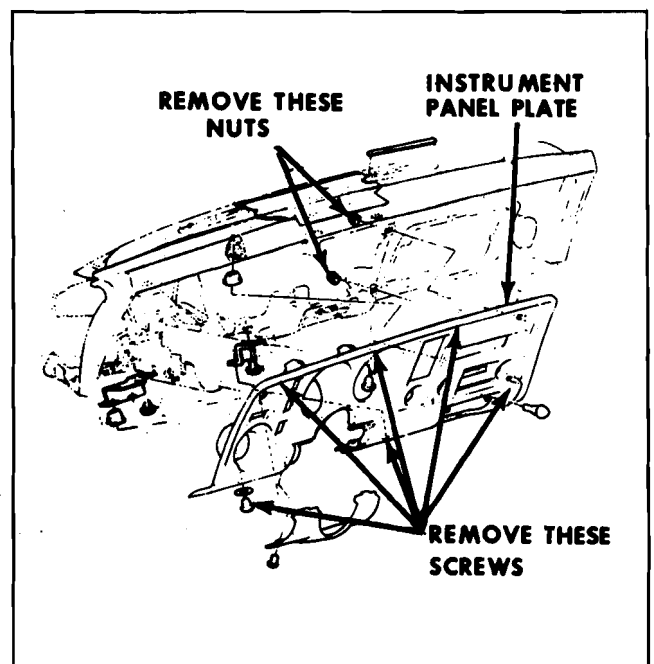 REMOVE THESE
NUTS
INSTRUMENT
PANEL PLATE
REMOVE THESE
SCREWS